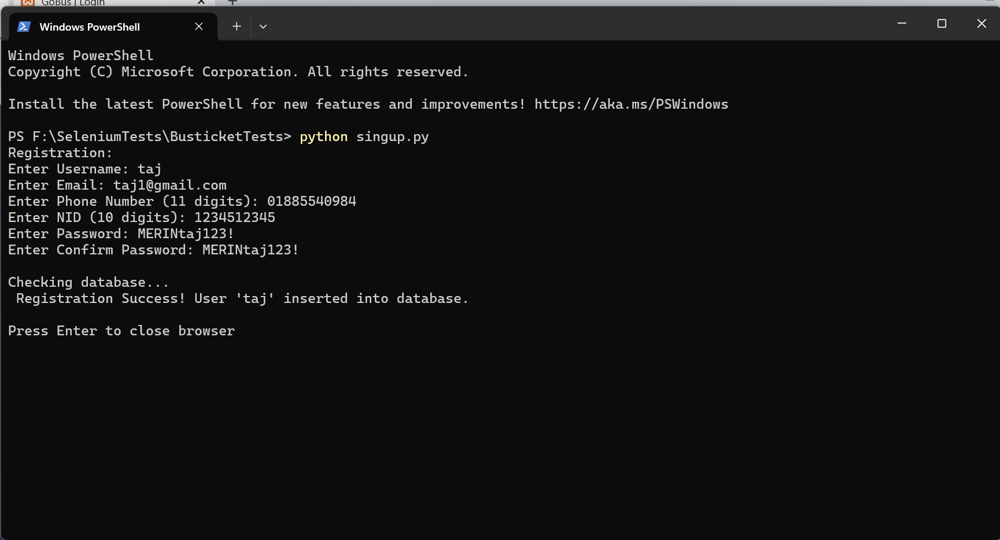 GoBus | Login
Windows PowerShell
Windows PowerShell
Copyright (C) Microsoft Corporation. All rights reserved.
Install the latest PowerShell for new features and improvements! https://aka.ms/PSWindows
PS F:\SeleniumTests\BusticketTests> python singup.py
Registration:
Enter Username: taj
Enter Email: taj1@gmail.com
Enter Phone Number (11 digits): 01885540984
Enter NID (10 digits): 1234512345
Enter Password: MERINtaj123!
Enter Confirm Password: MERINtaj123!
Checking database...
Registration Success! User 'taj' inserted into database.
Press Enter to close browser